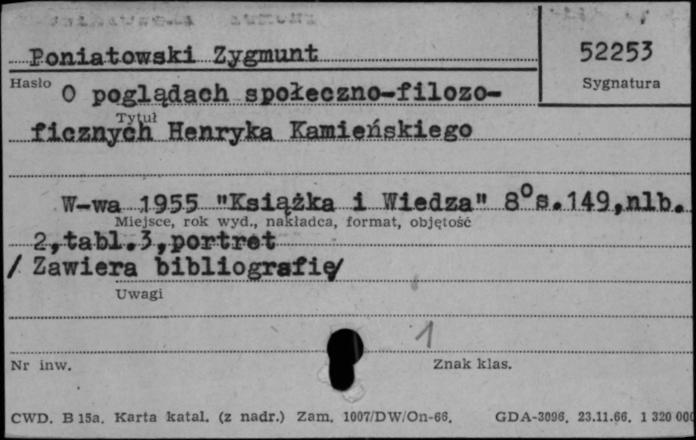 Poniatowski Zygmunt
52253
Hasło
Sygnatura
O poglądach społeczno-filozo-
Tytuł
ficznych Henryka Kamieńskiego
W-wa 1955 "Książka i Wiedza" 8° s.149,nlb.
Miejsce, rok wyd., nakładca, format, objętość
2,tabl.3,portret
/ Zawiera bibliografię/
Uwagi
1
Nr inw.
Znak klas.
CWD. B 15a. Karta katal. (z nadr.) Zam. 1007/DW/On-66. GDA-3096. 23.11.66. 1 320 000